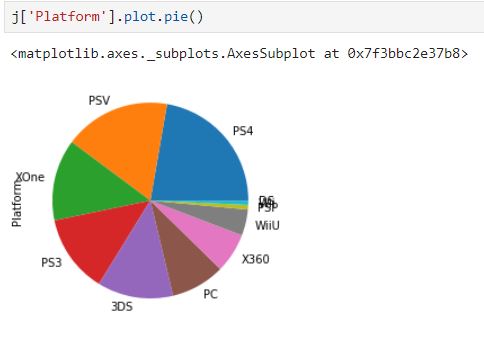 j['Platform'].plot.pie()
<matplotlib.axes._subplots.AxesSubplot at 0x7f3bbc2e37b8>
PSV
PS4
XOne
Platform
PS3
3DS
PC
X360
WiiU
PSP
DS